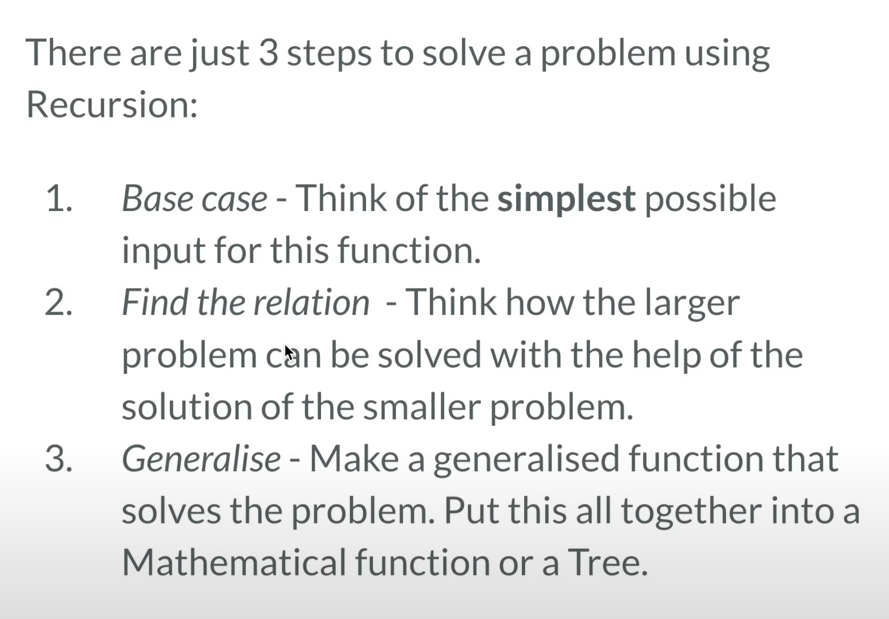 There are just 3 steps to solve a problem using
Recursion:
1. Base case - Think of the simplest possible
input for this function.
2. Find the relation - Think how the larger
problem can be solved with the help of the
solution of the smaller problem.
3. Generalise - Make a generalised function that
solves the problem. Put this all together into a
Mathematical function or a Tree.